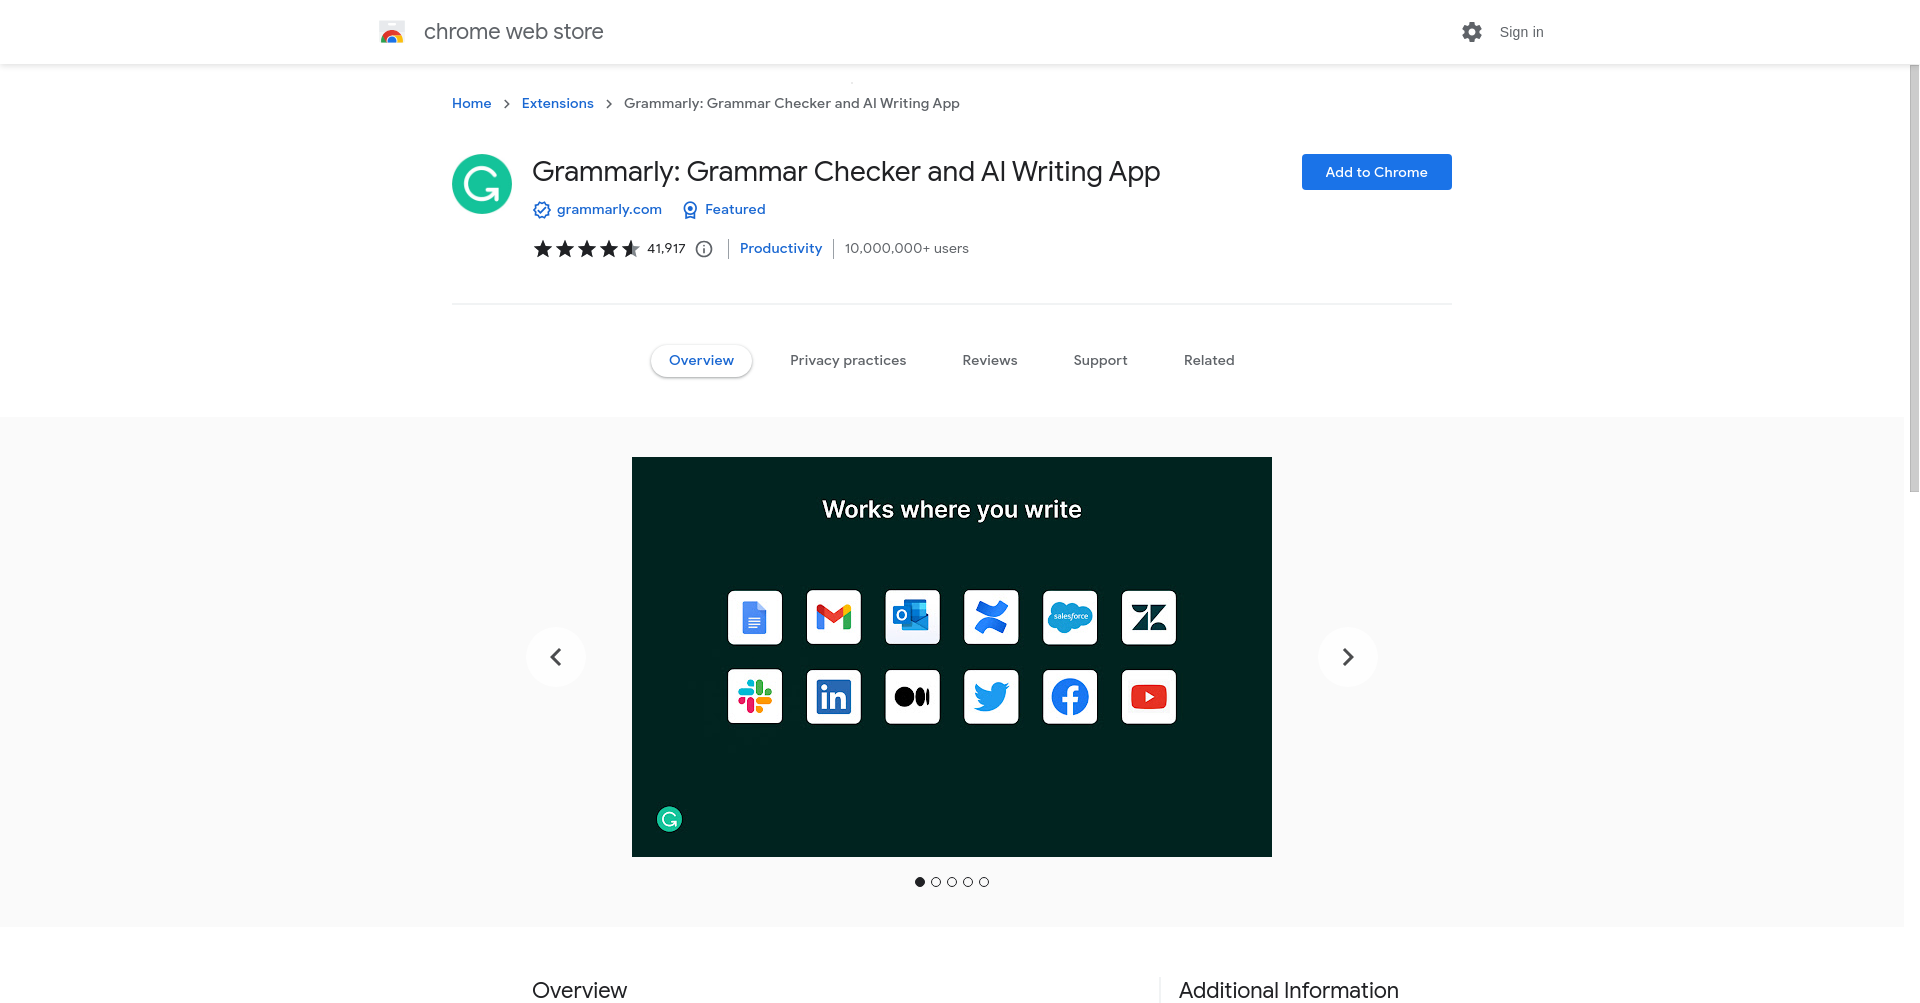 chrome web store
Sign in
Home
Extensions
Grammarly: Grammar Checker and AI Writing App
Grammarly: Grammar Checker and AI Writing App
Add to Chrome
grammarly.com
Featured
41,917
Productivity
10,000,000+ users
Overview
Privacy practices
Reviews
Support
Related
Works where you write
salesforce
in
Overview
Additional Information